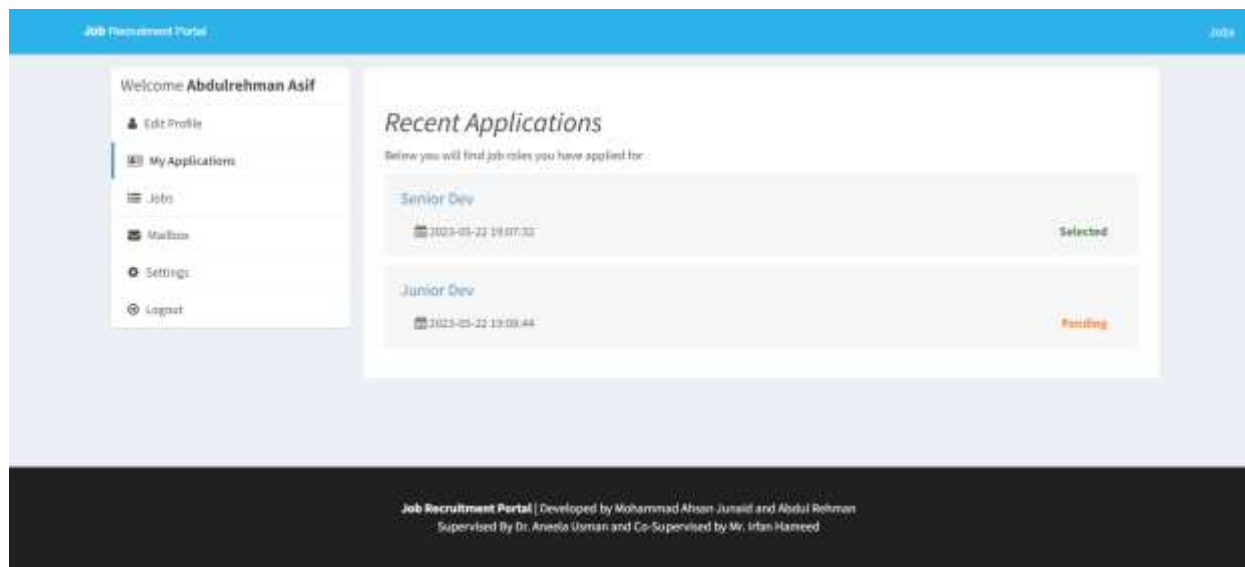 Job Recruitment Portal
Jobs
Welcome Abdulrehman Asif
Edit Profile
My Applications
Jobs
Mailbox
Settings
Logout
Recent Applications
Below you will find job roles you have applied for
Senior Dev
2023-05-22 19:07:32
Selected
Junior Dev
2023-05-22 19:08:44
Pending
Job Recruitment Portal | Developed by Mohammad Ahsan Junaid and Abdul Rehman
Supervised By Dr. Aneela Usman and Co-Supervised by Mr. Irfan Hameed